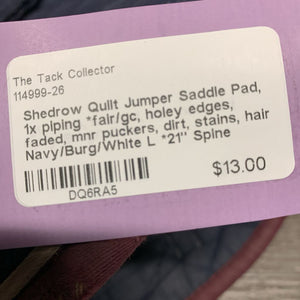 The Tack Collector
114999-26
Shedrow Quilt Jumper Saddle Pad,
1x piping *fair/gc, holey edges,
faded, mnr puckers, dirt, stains, hair
Navy/Burg/White L *21" Spine
DQ6RA5
$13.00